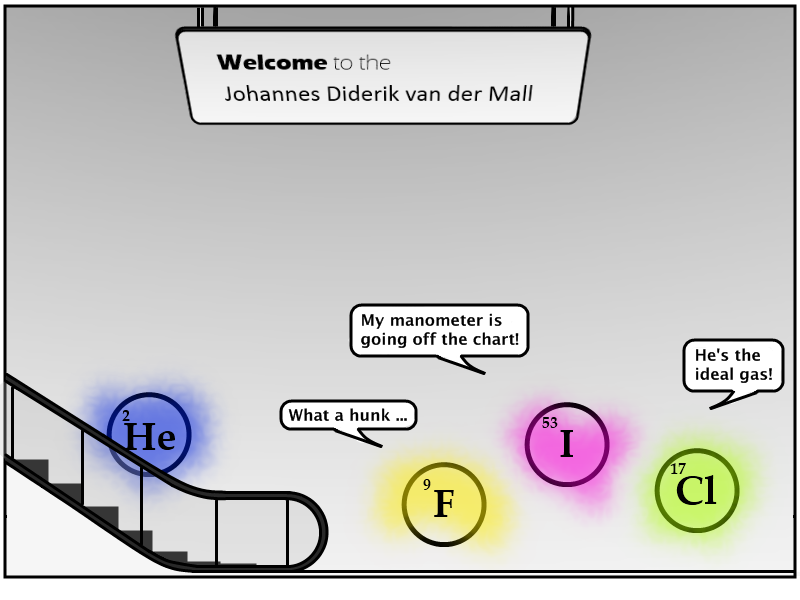 Welcome to the
Johannes Diderik van der Mall
My manometer is
going off the chart!
He's the
ideal gas!
What a hunk ...
2
He
53
I
9
F
17
Cl